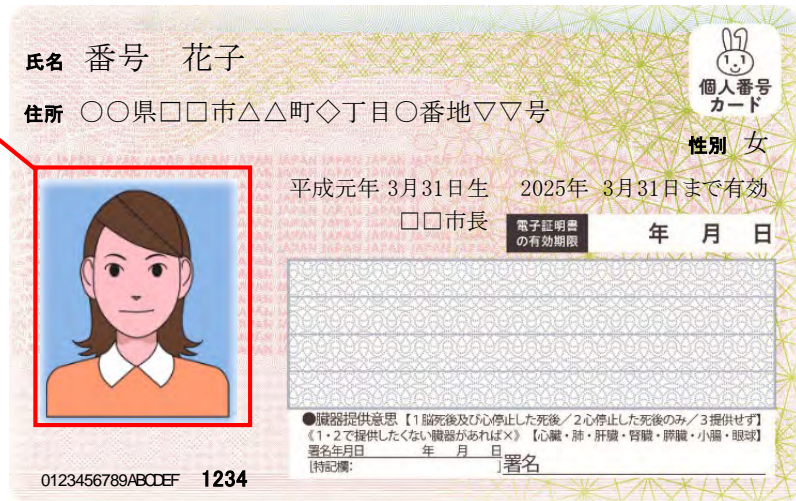 氏名 番号 花子
個人番号
カード
住所 ○○県□□市△△町◇丁目○番地▽▽号
性別 女
平成元年 3月31日生 2025年 3月31日まで有効
□□市長
電子証明書
の有効期限
年 月 日
●臓器提供意思【1脳死後及び心停止した死後／2心停止した死後のみ／3提供せず】
《1・2で提供したくない臓器があれば×》【心臓・肺・肝臓・腎臓・膵臓・小腸・眼球】
署名年月日 年 月 日
[特記欄: ]署名
0123456789ABCDEF 1234